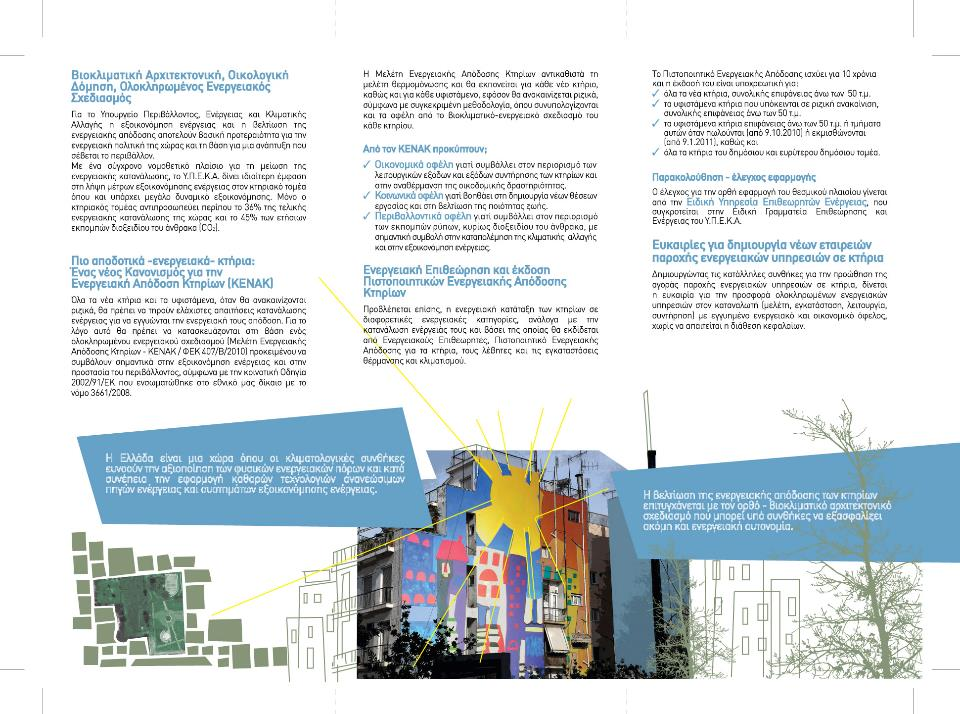 Βιοκλιματική Αρχιτεκτονική, Οικολογική
Δόμηση, Ολοκληρωμένος Ενεργειακός
Σχεδιασμός
Για το Υπουργείο Περιβάλλοντος, Ενέργειας και Κλιματικής
Αλλαγής η εξοικονόμηση ενέργειας και η βελτίωση της
ενεργειακής απόδοσης αποτελούν βασική προτεραιότητα για την
ενεργειακή πολιτική της χώρας και τη βάση για μια ανάπτυξη που
σέβεται το περιβάλλον.
Με ένα σύγχρονο νομοθετικό πλαίσιο για τη μείωση της
ενεργειακής κατανάλωσης, το Υ.Π.Ε.Κ.Α. δίνει ιδιαίτερη έμφαση
στη λήψη μέτρων εξοικονόμησης ενέργειας στον κτηριακό τομέα
όπου και υπάρχει μεγάλο δυναμικό εξοικονόμησης. Μόνο ο
κτηριακός τομέας αντιπροσωπεύει περίπου το 36% της τελικής
ενεργειακής κατανάλωσης της χώρας και το 45% των ετήσιων
εκπομπών διοξειδίου του άνθρακα (CO₂).
Πιο αποδοτικά -ενεργειακά- κτήρια:
Ένας νέος Κανονισμός για την
Ενεργειακή Απόδοση Κτηρίων (ΚΕΝΑΚ)
Όλα τα νέα κτήρια και τα υφιστάμενα, όταν θα ανακαινίζονται
ριζικά, θα πρέπει να τηρούν ελάχιστες απαιτήσεις κατανάλωσης
ενέργειας για να εγγυώνται την ενεργειακή τους απόδοση. Για το
λόγο αυτό θα πρέπει να κατασκευάζονται στη βάση ενός
ολοκληρωμένου ενεργειακού σχεδιασμού (Μελέτη Ενεργειακής
Απόδοσης Κτηρίων - ΚΕΝΑΚ / ΦΕΚ 407/Β/2010) προκειμένου να
συμβάλουν σημαντικά στην εξοικονόμηση ενέργειας και στην
προστασία του περιβάλλοντος, σύμφωνα με την κοινοτική Οδηγία
2002/91/ΕΚ που ενσωματώθηκε στο εθνικό μας δίκαιο με το
νόμο 3661/2008.
Η Μελέτη Ενεργειακής Απόδοσης Κτηρίων αντικαθιστά τη
μελέτη θερμομόνωσης και θα εκπονείται για κάθε νέο κτήριο,
καθώς και για κάθε υφιστάμενο, εφόσον θα ανακαινίζεται ριζικά,
σύμφωνα με συγκεκριμένη μεθοδολογία, όπου συνυπολογίζονται
και τα οφέλη από το βιοκλιματικό-ενεργειακό σχεδιασμό του
κάθε κτηρίου.
Από τον ΚΕΝΑΚ προκύπτουν;
✓ Οικονομικά οφέλη γιατί συμβάλλει στον περιορισμό των
λειτουργικών εξόδων και εξόδων συντήρησης των κτηρίων και
στην αναθέρμανση της οικοδομικής δραστηριότητας.
✓ Κοινωνικά οφέλη γιατί βοηθάει στη δημιουργία νέων θέσεων
εργασίας και στη βελτίωση της ποιότητας ζωής.
✓ Περιβαλλοντικά οφέλη γιατί συμβάλλει στον περιορισμό
των εκπομπών ρύπων, κυρίως διοξειδίου του άνθρακα, με
σημαντική συμβολή στην καταπολέμηση της κλιματικής αλλαγής
και στην εξοικονόμηση ενέργειας.
Ενεργειακή Επιθεώρηση και έκδοση
Πιστοποιητικών Ενεργειακής Απόδοσης
Κτηρίων
Προβλέπεται επίσης, η ενεργειακή κατάταξη των κτηρίων σε
διαφορετικές ενεργειακές κατηγορίες, ανάλογα με την
κατανάλωση ενέργειας τους και βάσει της οποίας θα εκδίδεται
από Ενεργειακούς Επιθεωρητές, Πιστοποιητικό Ενεργειακής
Απόδοσης για τα κτήρια, τους λέβητες και τις εγκαταστάσεις
θέρμανσης και κλιματισμού.
Το Πιστοποιητικό Ενεργειακής Απόδοσης ισχύει για 10 χρόνια
και η έκδοσή του είναι υποχρεωτική για:
✓ όλα τα νέα κτήρια, συνολικής επιφάνειας άνω των 50 τ.μ.
✓ τα υφιστάμενα κτήρια που υπόκεινται σε ριζική ανακαίνιση,
συνολικής επιφάνειας άνω των 50 τ.μ.
✓ τα υφιστάμενα κτήρια επιφάνειας άνω των 50 τ.μ. ή τμήματα
αυτών όταν πωλούνται (από 9.10.2010) ή εκμισθώνονται
(από 9.1.2011), καθώς και
✓ όλα τα κτήρια του δημόσιου και ευρύτερου δημόσιου τομέα.
Παρακολούθηση - έλεγχος εφαρμογής
Ο έλεγχος για την ορθή εφαρμογή του θεσμικού πλαισίου γίνεται
από την Ειδική Υπηρεσία Επιθεωρητών Ενέργειας, που
συγκροτείται στην Ειδική Γραμματεία Επιθεώρησης και
Ενέργειας του Υ.Π.Ε.Κ.Α.
Ευκαιρίες για δημιουργία νέων εταιρειών
παροχής ενεργειακών υπηρεσιών σε κτήρια
Δημιουργώντας τις κατάλληλες συνθήκες για την προώθηση της
αγοράς παροχής ενεργειακών υπηρεσιών σε κτήρια, δίνεται
η ευκαιρία για την προσφορά ολοκληρωμένων ενεργειακών
υπηρεσιών στον καταναλωτή (μελέτη, εγκατάσταση, λειτουργία,
συντήρηση) με εγγυημένο ενεργειακό και οικονομικό όφελος,
χωρίς να απαιτείται η διάθεση κεφαλαίων.
Η Ελλάδα είναι μια χώρα όπου οι κλιματολογικές συνθήκες
ευνοούν την αξιοποίηση των φυσικών ενεργειακών πόρων και κατά
συνέπεια την εφαρμογή καθαρών τεχνολογιών ανανεώσιμων
πηγών ενέργειας και συστημάτων εξοικονόμησης ενέργειας.
Η βελτίωση της ενεργειακής απόδοσης των κτηρίων
επιτυγχάνεται με τον ορθό - βιοκλιματικό αρχιτεκτονικό
σχεδιασμό που μπορεί υπό συνθήκες να εξασφαλίζει
ακόμη και ενεργειακή αυτονομία.